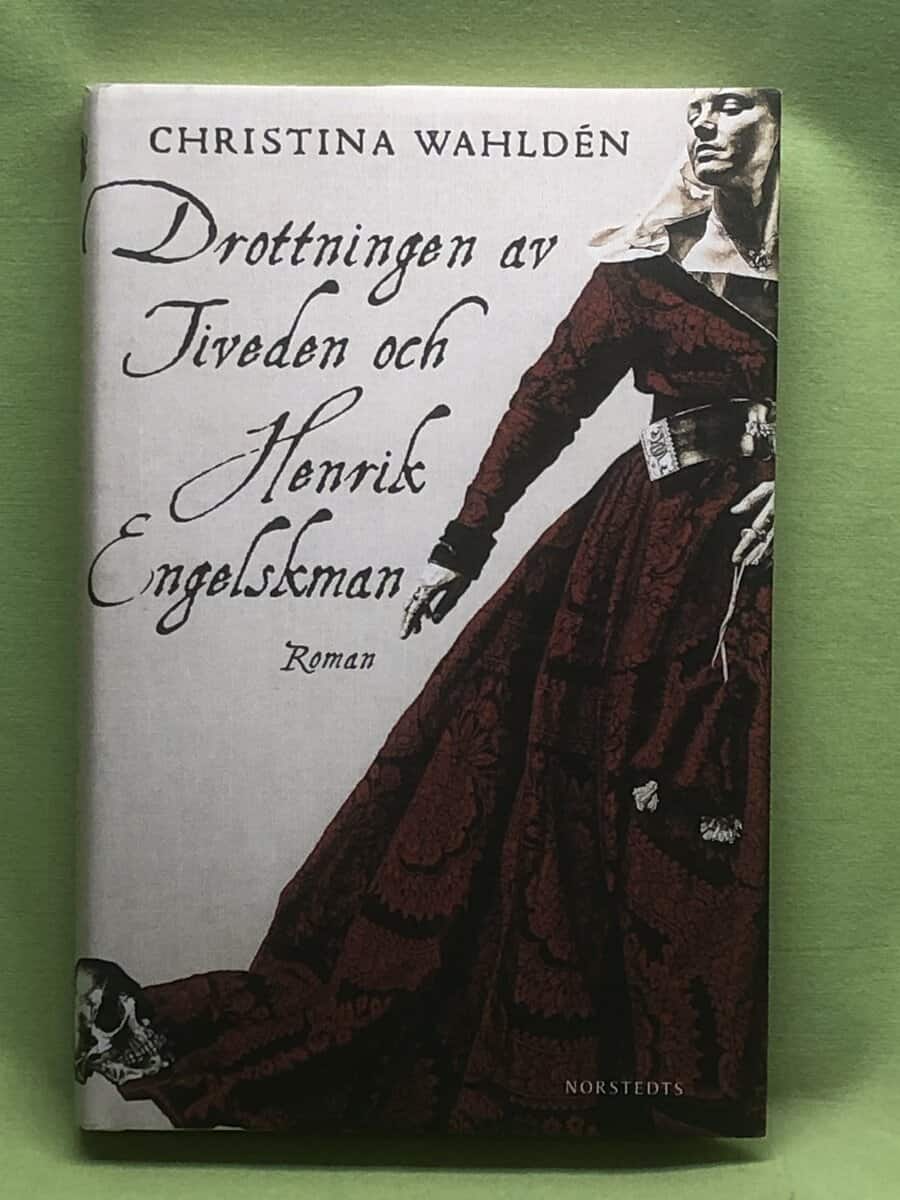 CHRISTINA WAHLDÉN
Drottningen av
Tiveden och
Henrik
Engelskman
Roman
NORSTEDTS